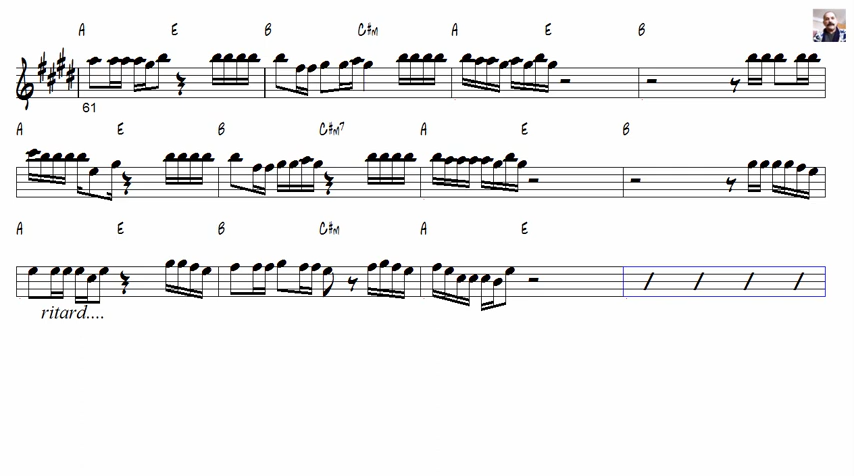 A E B C#m A E B
61
A E B C#m7 A E B
A E B C#m A E
ritard....